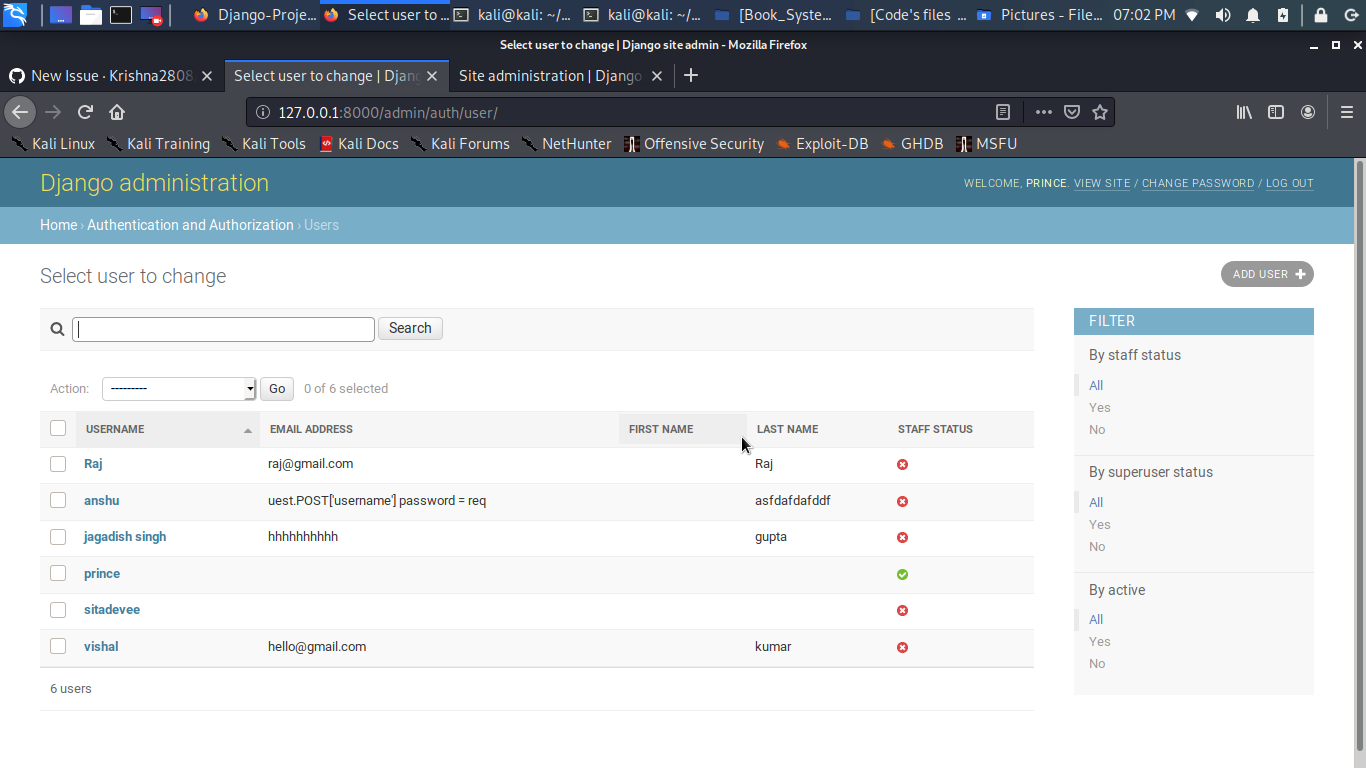 Django-Proje... Select user to ... kali@kali: ~/... kali@kali: ~/... [Book_Syste... [Code's files ... Pictures - File... 07:02 PM
Select user to change | Django site admin - Mozilla Firefox
New Issue · Krishna2808 Select user to change | Djang Site administration | Django
127.0.0.1:8000/admin/auth/user/
Kali Linux Kali Training Kali Tools Kali Docs Kali Forums NetHunter Offensive Security Exploit-DB GHDB MSFU
Django administration WELCOME, PRINCE. VIEW SITE / CHANGE PASSWORD / LOG OUT
Home › Authentication and Authorization › Users
Select user to change ADD USER +
Search
Action: --------- Go 0 of 6 selected
USERNAME EMAIL ADDRESS FIRST NAME LAST NAME STAFF STATUS
Raj raj@gmail.com Raj
anshu uest.POST['username'] password = req asfdafdafddf
jagadish singh hhhhhhhhhh gupta
prince
sitadevee
vishal hello@gmail.com kumar
6 users
FILTER
By staff status
All
Yes
No
By superuser status
All
Yes
No
By active
All
Yes
No